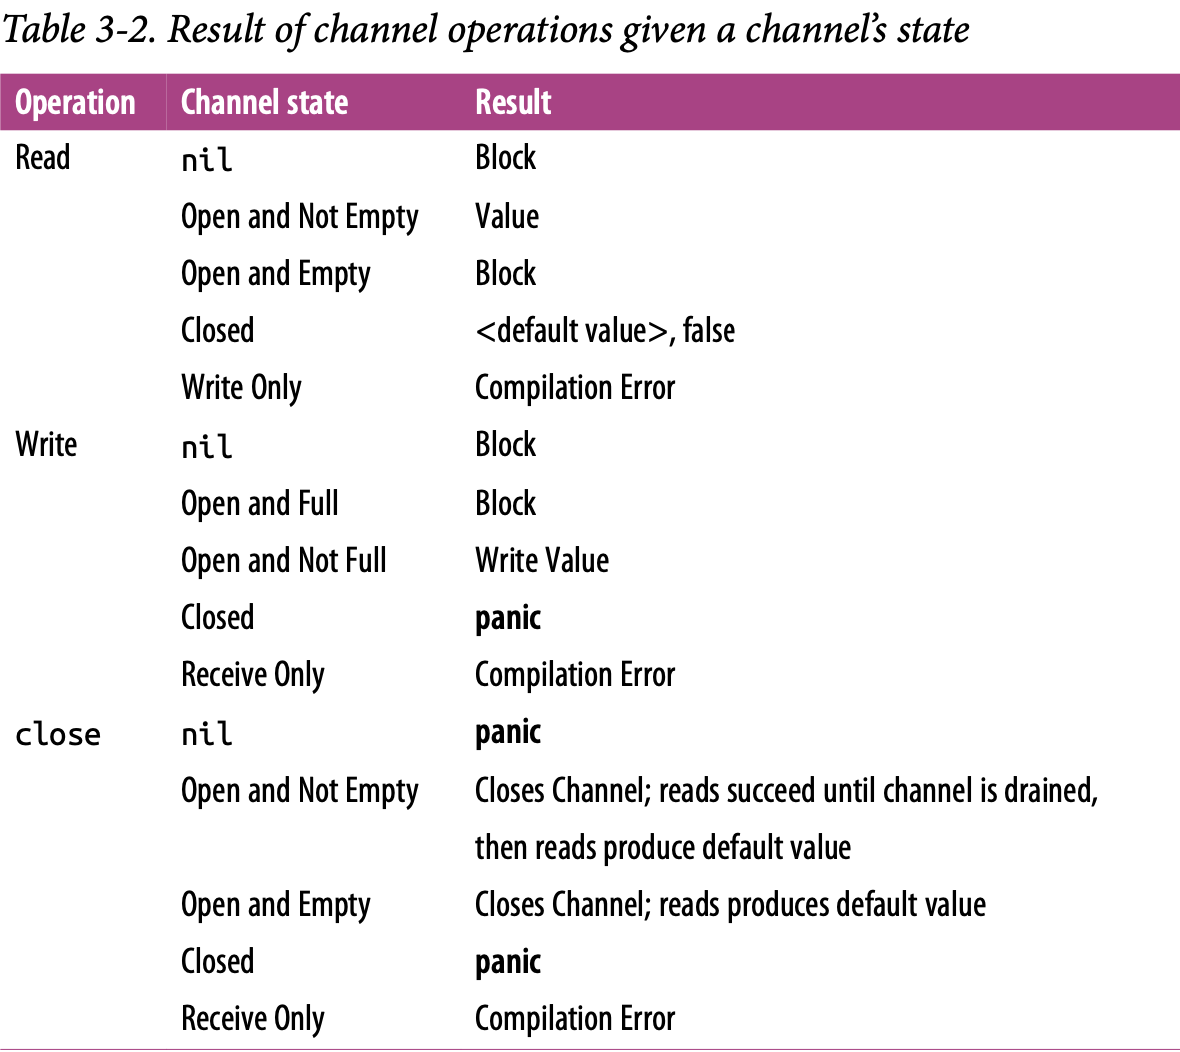 Table 3-2. Result of channel operations given a channel’s state
Operation Channel state Result
Read nil Block
Open and Not Empty Value
Open and Empty Block
Closed <default value>, false
Write Only Compilation Error
Write nil Block
Open and Full Block
Open and Not Full Write Value
Closed panic
Receive Only Compilation Error
close nil panic
Open and Not Empty Closes Channel; reads succeed until channel is drained,
then reads produce default value
Open and Empty Closes Channel; reads produces default value
Closed panic
Receive Only Compilation Error